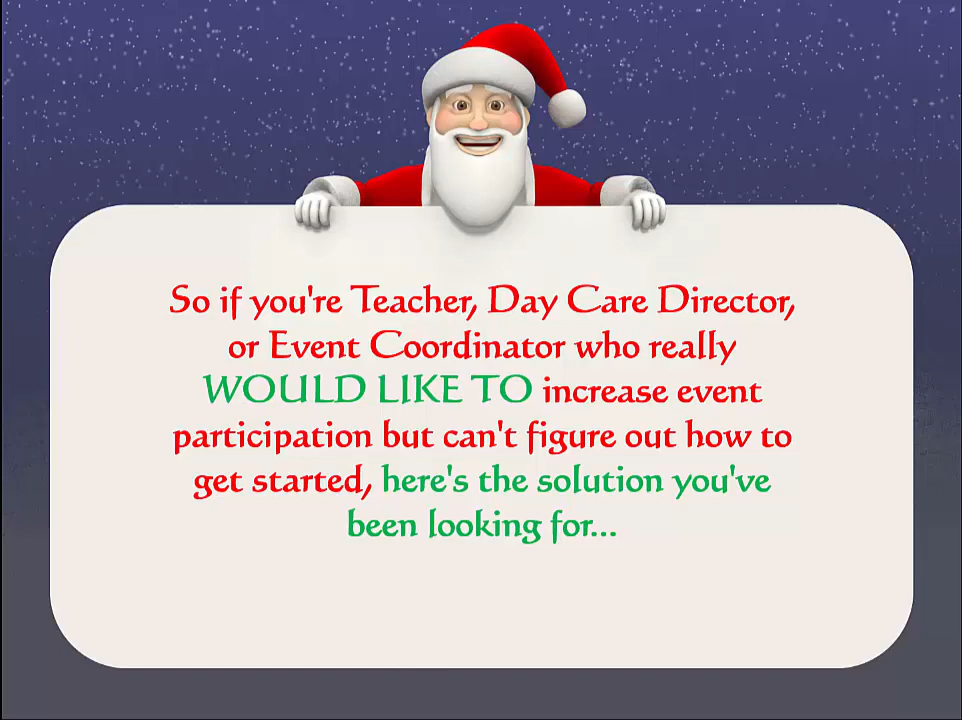 So if you're Teacher, Day Care Director,
or Event Coordinator who really
WOULD LIKE TO increase event
participation but can't figure out how to
get started, here's the solution you've
been looking for...